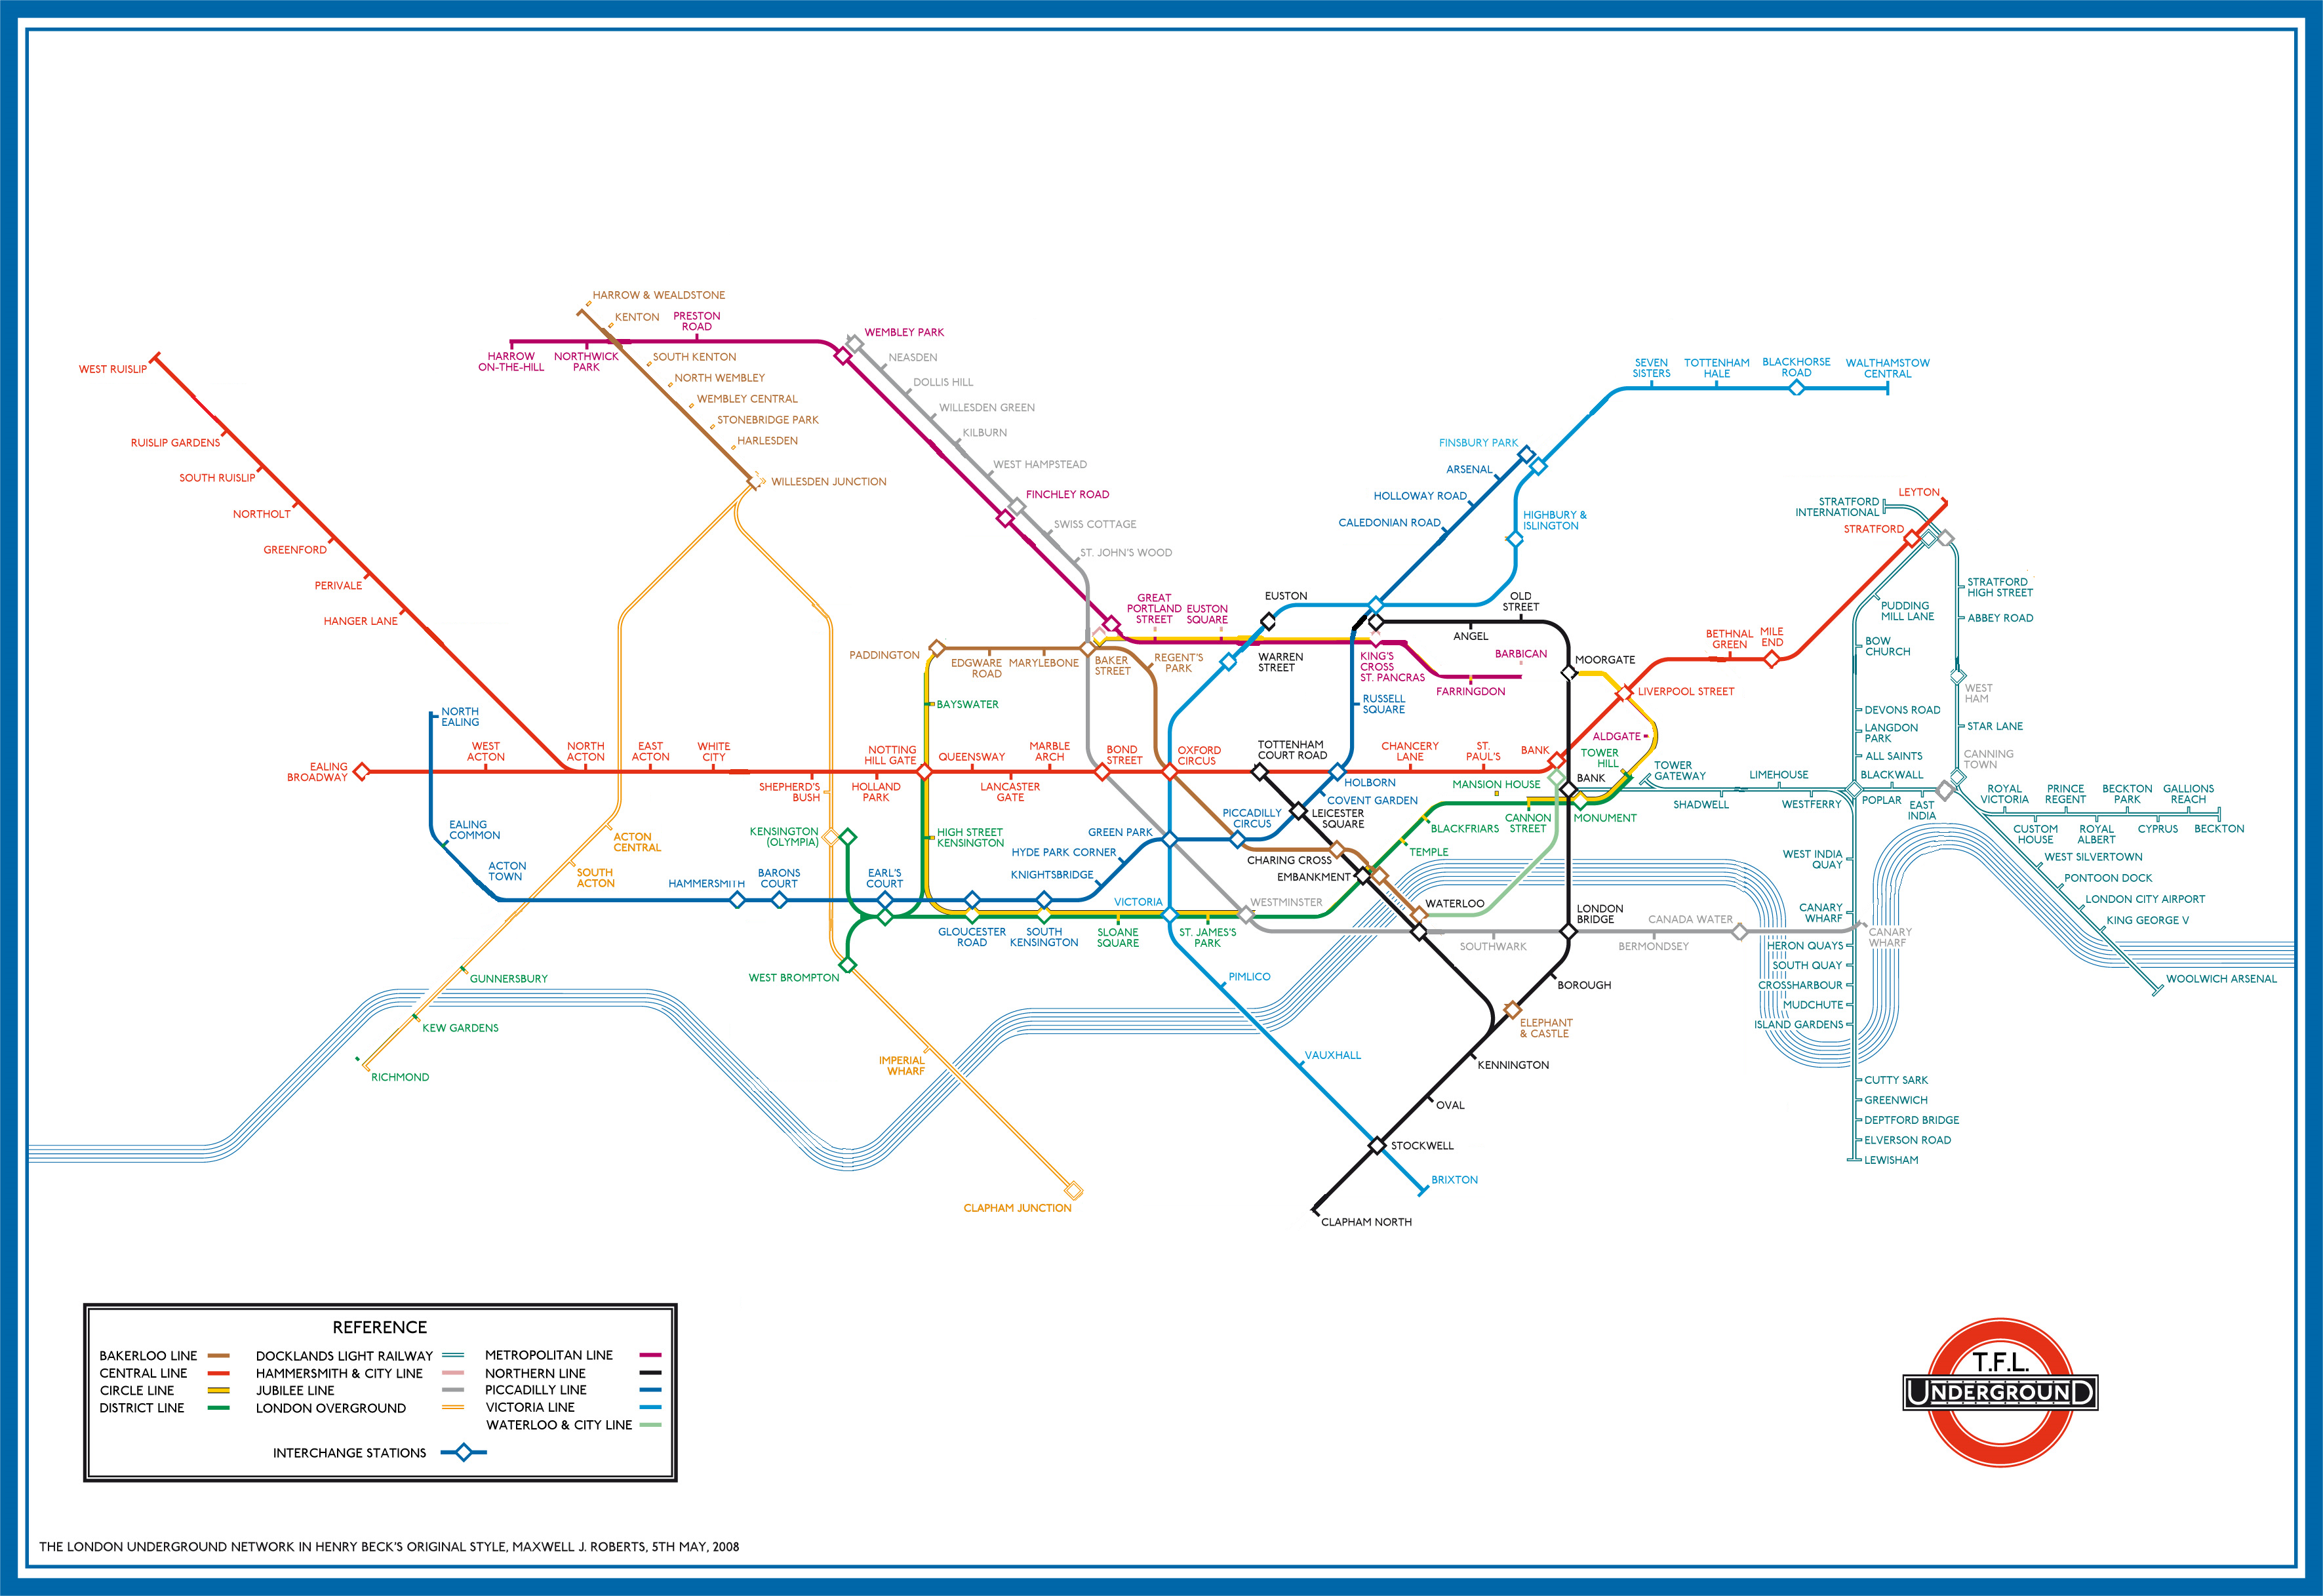 HARROW & WEALDSTONE
KENTON
PRESTON
ROAD
HARROW
ON-THE-HILL
NORTHWICK
PARK
SOUTH KENTON
NORTH WEMBLEY
WEMBLEY CENTRAL
STONEBRIDGE PARK
HARLESDEN
WILLESDEN JUNCTION
WEMBLEY PARK
NEASDEN
DOLLIS HILL
WILLESDEN GREEN
KILBURN
WEST HAMPSTEAD
FINCHLEY ROAD
SWISS COTTAGE
ST. JOHN'S WOOD
WEST RUISLIP
RUISLIP GARDENS
SOUTH RUISLIP
NORTHOLT
GREENFORD
PERIVALE
HANGER LANE
SEVEN
SISTERS
TOTTENHAM
HALE
BLACKHORSE
ROAD
WALTHAMSTOW
CENTRAL
FINSBURY PARK
ARSENAL
HOLLOWAY ROAD
CALEDONIAN ROAD
HIGHBURY &
ISLINGTON
LEYTON
STRATFORD
INTERNATIONAL
STRATFORD
STRATFORD
HIGH STREET
ABBEY ROAD
PUDDING
MILL LANE
BOW
CHURCH
WEST
HAM
DEVONS ROAD
LANGDON
PARK
STAR LANE
ALL SAINTS
CANNING
TOWN
GREAT
PORTLAND
STREET
EUSTON
SQUARE
EUSTON
OLD
STREET
ANGEL
WARREN
STREET
KING'S
CROSS
ST. PANCRAS
BARBICAN
FARRINGDON
MOORGATE
BETHNAL
GREEN
MILE
END
LIVERPOOL STREET
PADDINGTON
EDGWARE
ROAD
MARYLEBONE
BAKER
STREET
REGENT'S
PARK
BAYSWATER
RUSSELL
SQUARE
ALDGATE
NORTH
EALING
EALING
BROADWAY
WEST
ACTON
NORTH
ACTON
EAST
ACTON
WHITE
CITY
SHEPHERD'S
BUSH
HOLLAND
PARK
NOTTING
HILL GATE
QUEENSWAY
LANCASTER
GATE
MARBLE
ARCH
BOND
STREET
OXFORD
CIRCUS
TOTTENHAM
COURT ROAD
HOLBORN
CHANCERY
LANE
ST.
PAUL'S
BANK
BANK
TOWER
HILL
TOWER
GATEWAY
SHADWELL
LIMEHOUSE
WESTFERRY
BLACKWALL
POPLAR
EAST
INDIA
ROYAL
VICTORIA
PRINCE
REGENT
BECKTON
PARK
GALLIONS
REACH
CUSTOM
HOUSE
ROYAL
ALBERT
CYPRUS
BECKTON
MANSION HOUSE
CANNON
STREET
MONUMENT
COVENT GARDEN
LEICESTER
SQUARE
PICCADILLY
CIRCUS
BLACKFRIARS
TEMPLE
EALING
COMMON
ACTON
CENTRAL
ACTON
TOWN
SOUTH
ACTON
KENSINGTON
(OLYMPIA)
HIGH STREET
KENSINGTON
GREEN PARK
HYDE PARK CORNER
KNIGHTSBRIDGE
CHARING CROSS
EMBANKMENT
HAMMERSMITH
BARONS
COURT
EARL'S
COURT
GLOUCESTER
ROAD
SOUTH
KENSINGTON
SLOANE
SQUARE
VICTORIA
ST. JAMES'S
PARK
WESTMINSTER
WATERLOO
SOUTHWARK
LONDON
BRIDGE
BERMONDSEY
CANADA WATER
CANARY
WHARF
WEST INDIA
QUAY
CANARY
WHARF
HERON QUAYS
SOUTH QUAY
CROSSHARBOUR
MUDCHUTE
ISLAND GARDENS
WEST SILVERTOWN
PONTOON DOCK
LONDON CITY AIRPORT
KING GEORGE V
WOOLWICH ARSENAL
WEST BROMPTON
GUNNERSBURY
KEW GARDENS
RICHMOND
PIMLICO
BOROUGH
ELEPHANT
& CASTLE
IMPERIAL
WHARF
VAUXHALL
KENNINGTON
OVAL
STOCKWELL
BRIXTON
CLAPHAM JUNCTION
CLAPHAM NORTH
CUTTY SARK
GREENWICH
DEPTFORD BRIDGE
ELVERSON ROAD
LEWISHAM
REFERENCE
BAKERLOO LINE
CENTRAL LINE
CIRCLE LINE
DISTRICT LINE
DOCKLANDS LIGHT RAILWAY
HAMMERSMITH & CITY LINE
JUBILEE LINE
LONDON OVERGROUND
METROPOLITAN LINE
NORTHERN LINE
PICCADILLY LINE
VICTORIA LINE
WATERLOO & CITY LINE
INTERCHANGE STATIONS
T.F.L.
UNDERGROUND
THE LONDON UNDERGROUND NETWORK IN HENRY BECK'S ORIGINAL STYLE, MAXWELL J. ROBERTS, 5TH MAY, 2008